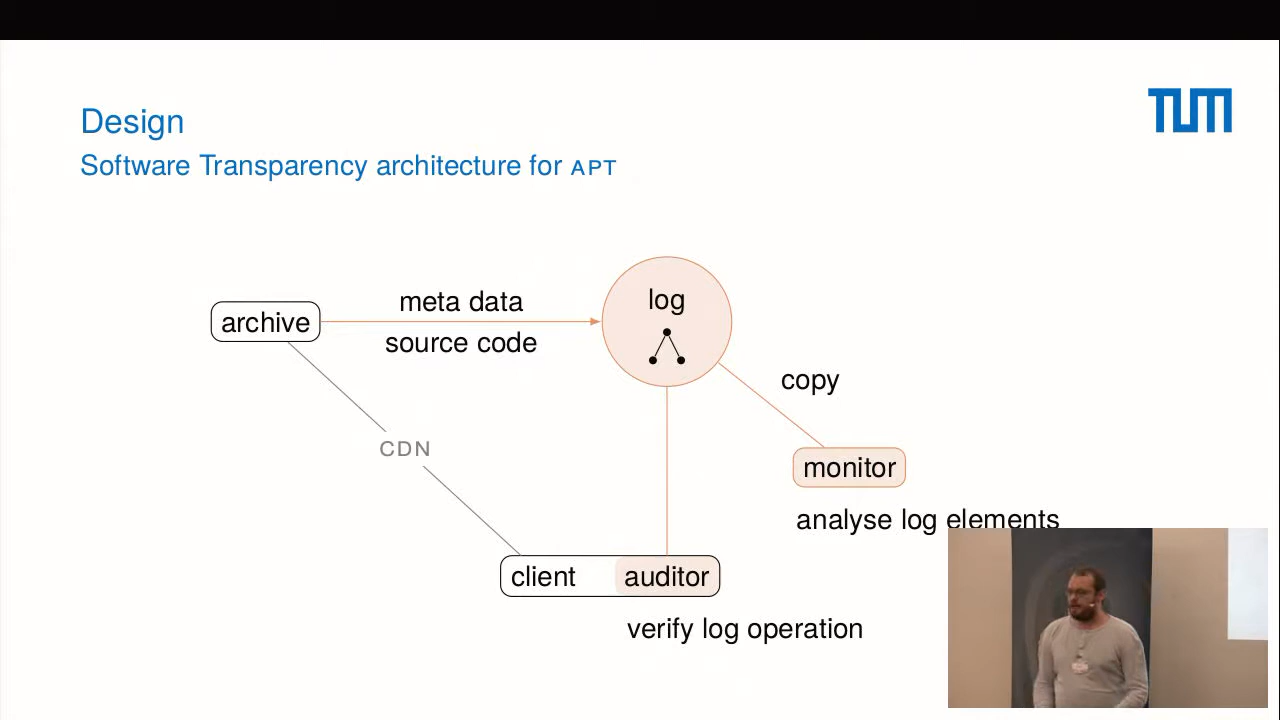 Design
TUM
Software Transparency architecture for APT
log
meta data
archive
source code
copy
CDN
monitor
analyse log elements
client
auditor
verify log operation